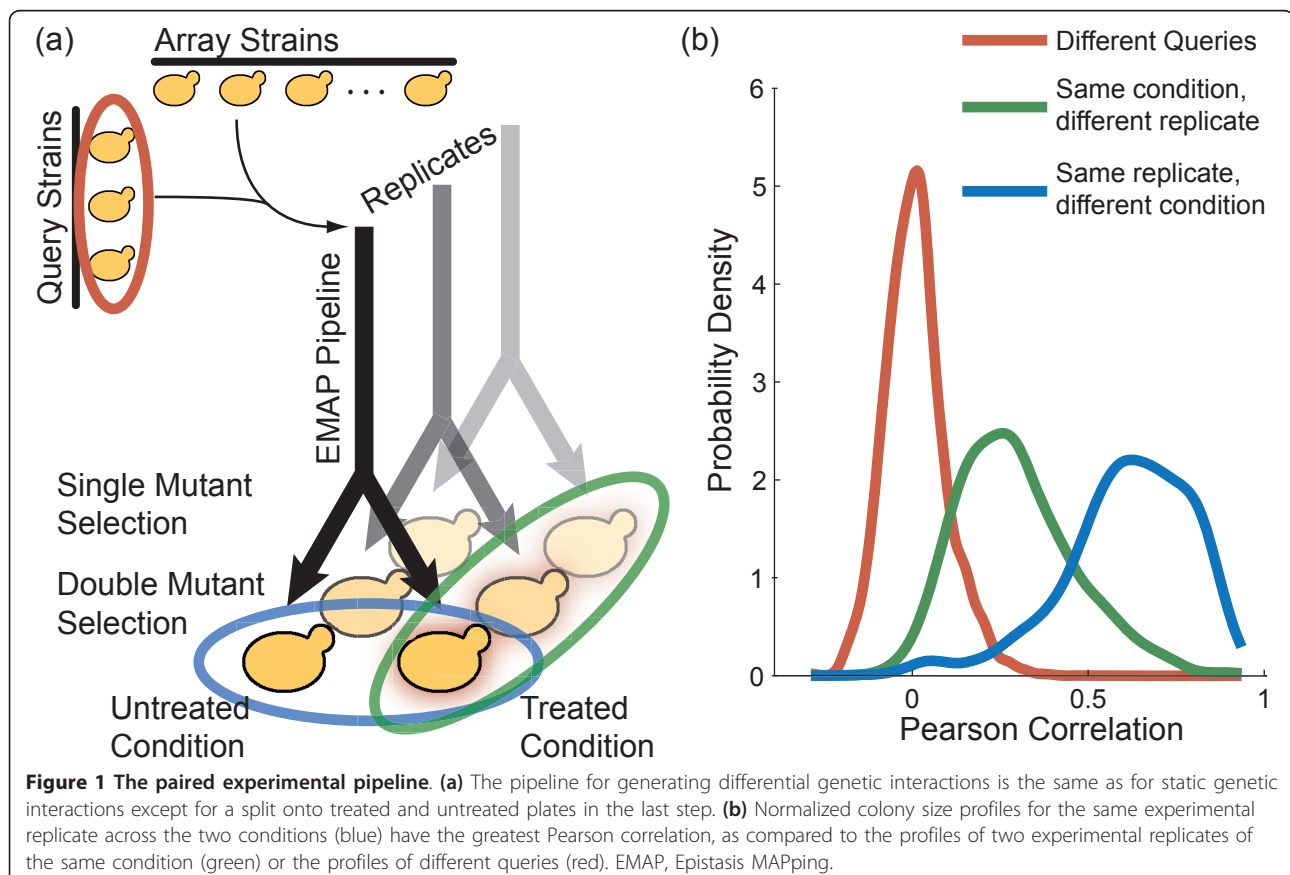 (a)
Array Strains
...
Query Strains
Replicates
EMAP Pipeline
Single Mutant
Selection
Double Mutant
Selection
Untreated
Condition
Treated
Condition
(b)
Different Queries
Same condition,
different replicate
Same replicate,
different condition
6
5
4
3
2
1
0
Probability Density
0
0.5
1
Pearson Correlation
Figure 1 The paired experimental pipeline. (a) The pipeline for generating differential genetic interactions is the same as for static genetic
interactions except for a split onto treated and untreated plates in the last step. (b) Normalized colony size profiles for the same experimental
replicate across the two conditions (blue) have the greatest Pearson correlation, as compared to the profiles of two experimental replicates of
the same condition (green) or the profiles of different queries (red). EMAP, Epistasis MAPping.